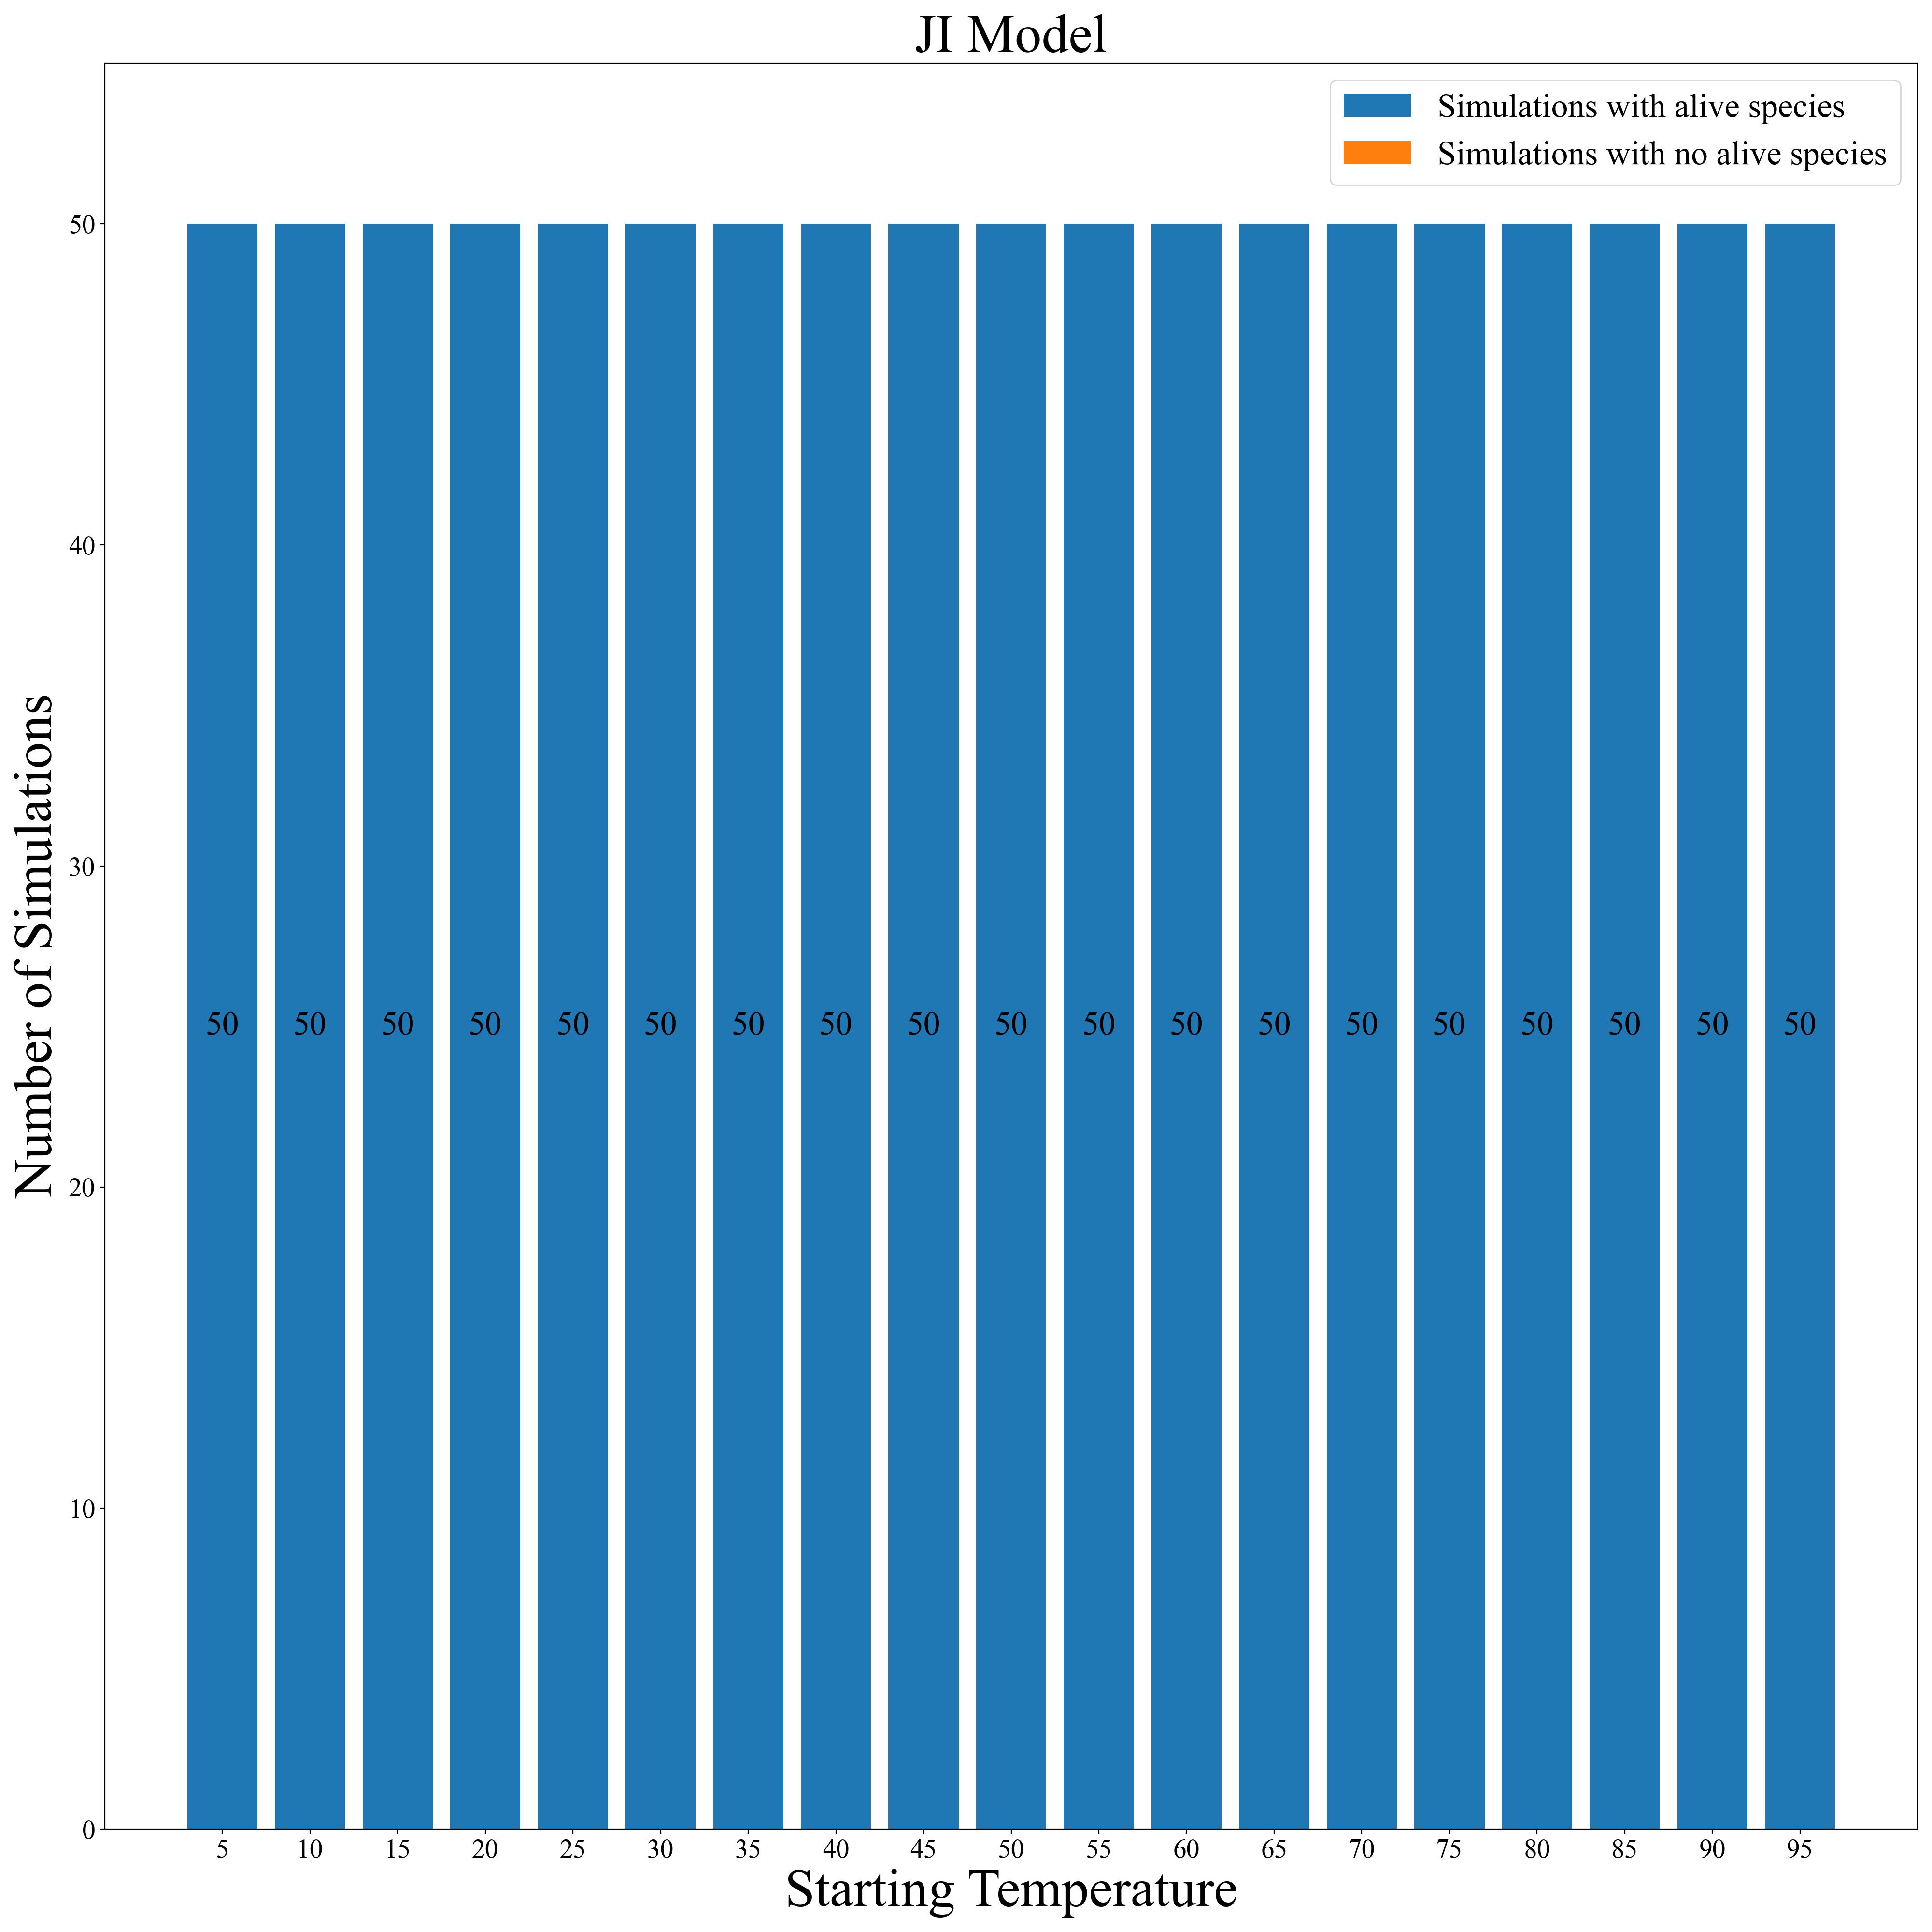 JI Model
Simulations with alive species
Simulations with no alive species
Number of Simulations
50
40
30
20
10
0
50 50 50 50 50 50 50 50 50 50 50 50 50 50 50 50 50 50 50
5 10 15 20 25 30 35 40 45 50 55 60 65 70 75 80 85 90 95
Starting Temperature